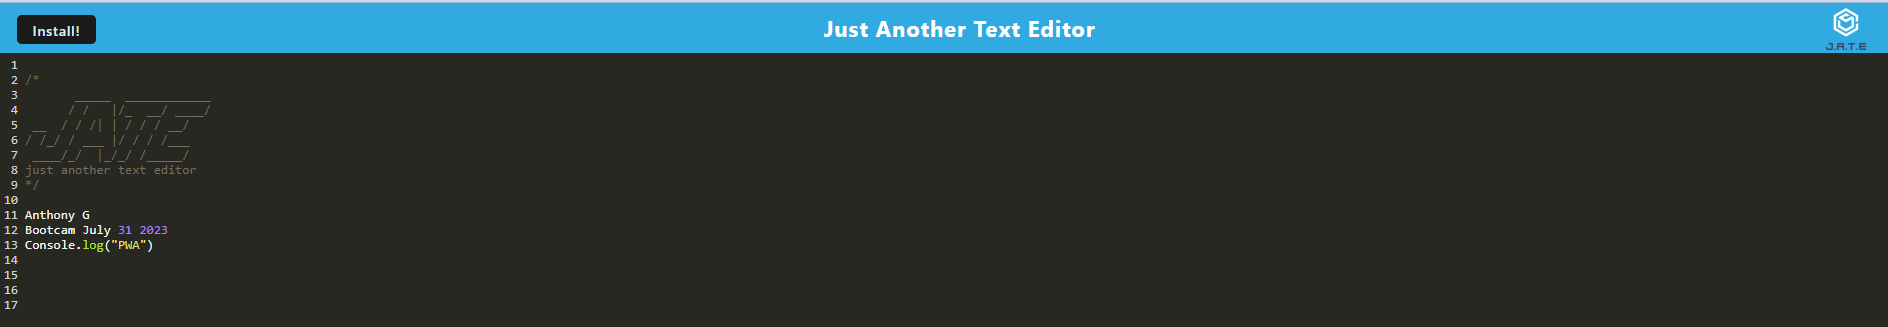 Install!
Just Another Text Editor
J.A.T.E
1
2 /*
3        _____  ____________
4       / /   |/_  __/ ____/
5  __  / / /| | / / / __/
6 / /_/ / ___ |/ / / /___
7  ____/_/  |_/_/ /_____/
8 just another text editor
9 */
10
11 Anthony G
12 Bootcam July 31 2023
13 Console.log("PWA")
14
15
16
17